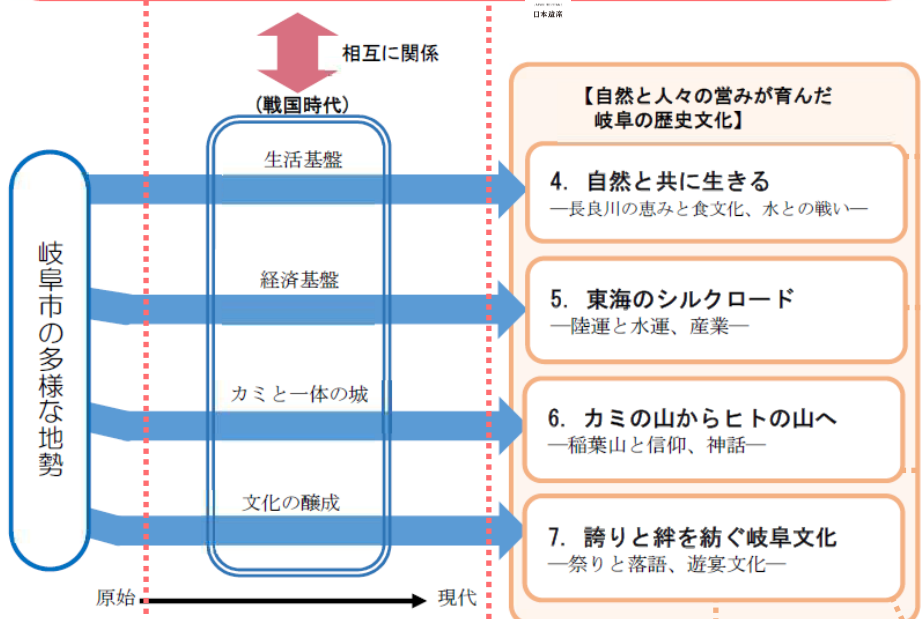 日本遺産
相互に関係
(戦国時代)
【自然と人々の営みが育んだ
岐阜の歴史文化】
岐阜市の多様な地勢
生活基盤
4. 自然と共に生きる
―長良川の恵みと食文化、水との戦い―
経済基盤
5. 東海のシルクロード
―陸運と水運、産業―
カミと一体の城
6. カミの山からヒトの山へ
―稲葉山と信仰、神話―
文化の醸成
7. 誇りと絆を紡ぐ岐阜文化
―祭りと落語、遊宴文化―
原始
現代